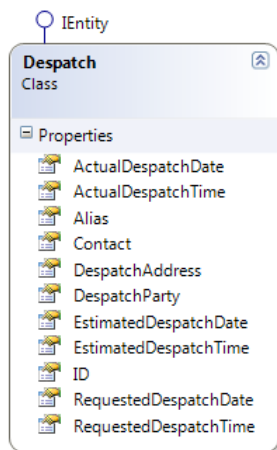 IEntity
Despatch
Class
Properties
ActualDespatchDate
ActualDespatchTime
Alias
Contact
DespatchAddress
DespatchParty
EstimatedDespatchDate
EstimatedDespatchTime
ID
RequestedDespatchDate
RequestedDespatchTime